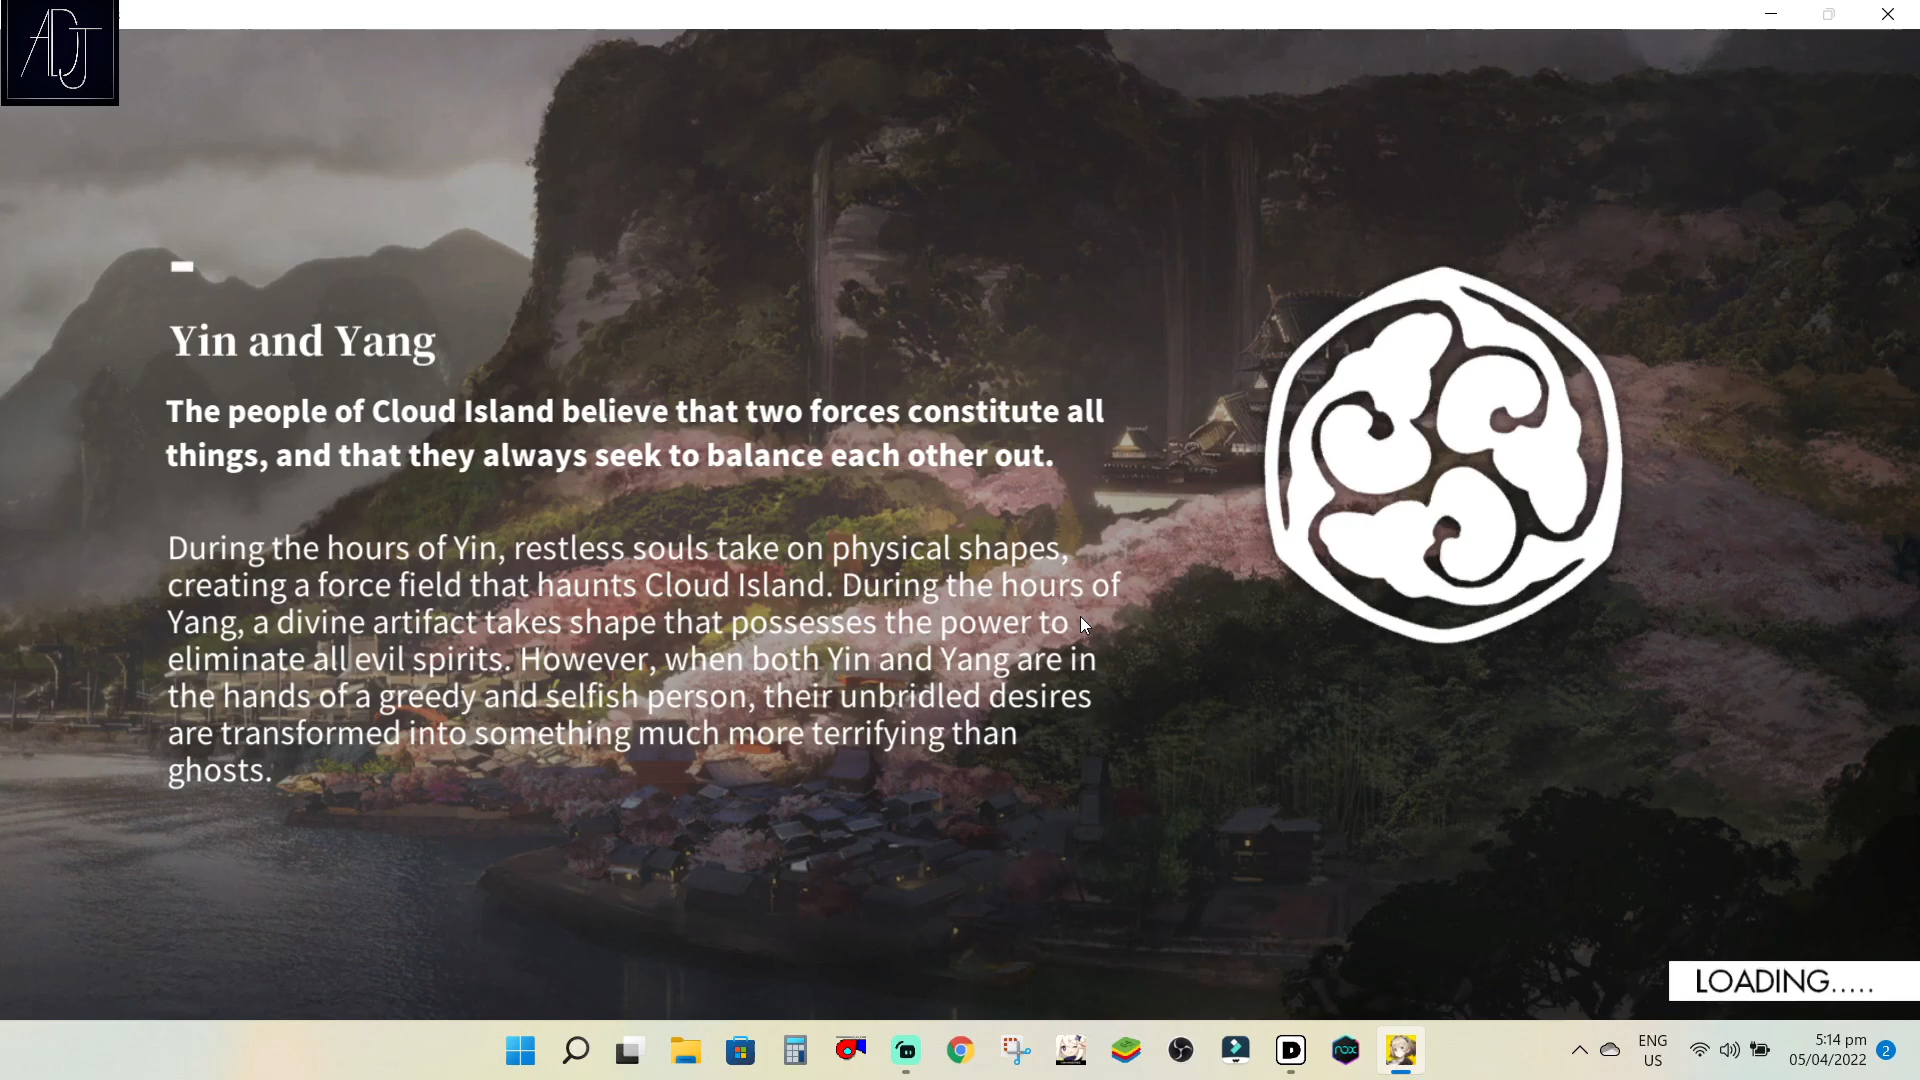 ADJ
Yin and Yang
The people of Cloud Island believe that two forces constitute all
things, and that they always seek to balance each other out.
During the hours of Yin, restless souls take on physical shapes,
creating a force field that haunts Cloud Island. During the hours of
Yang, a divine artifact takes shape that possesses the power to
eliminate all evil spirits. However, when both Yin and Yang are in
the hands of a greedy and selfish person, their unbridled desires
are transformed into something much more terrifying than
ghosts.
LOADING.....
D
nox
ENG
US
5:14 pm
05/04/2022
2